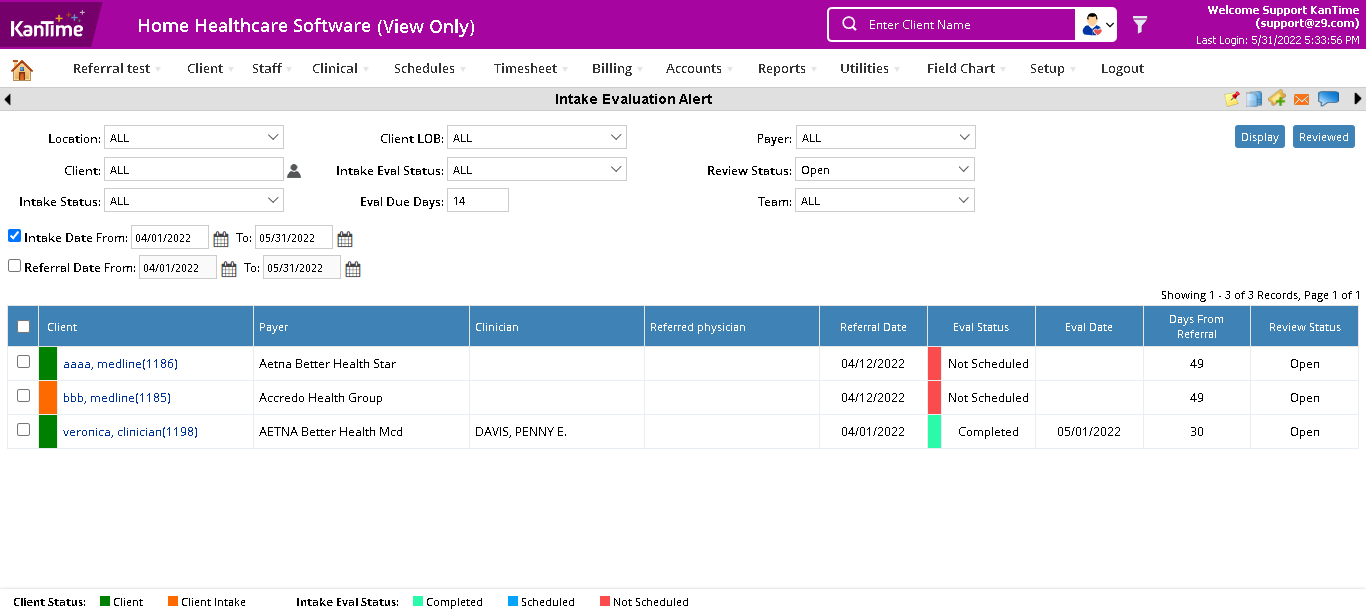 KanTime
Home Healthcare Software (View Only)
Enter Client Name
Welcome Support KanTime
(support@z9.com)
Last Login: 5/31/2022 5:33:56 PM
Referral test Client Staff Clinical Schedules Timesheet Billing Accounts Reports Utilities Field Chart Setup Logout
Intake Evaluation Alert
Location: ALL Client LOB: ALL Payer: ALL Display Reviewed
Client: ALL Intake Eval Status: ALL Review Status: Open
Intake Status: ALL Eval Due Days: 14 Team: ALL
Intake Date From: 04/01/2022 To: 05/31/2022
Referral Date From: 04/01/2022 To: 05/31/2022
Showing 1 - 3 of 3 Records, Page 1 of 1
Client Payer Clinician Referred physician Referral Date Eval Status Eval Date Days From Referral Review Status
aaaa, medline(1186) Aetna Better Health Star 04/12/2022 Not Scheduled 49 Open
bbb, medline(1185) Accredo Health Group 04/12/2022 Not Scheduled 49 Open
veronica, clinician(1198) AETNA Better Health Mcd DAVIS, PENNY E. 04/01/2022 Completed 05/01/2022 30 Open
Client Status: Client Client Intake Intake Eval Status: Completed Scheduled Not Scheduled